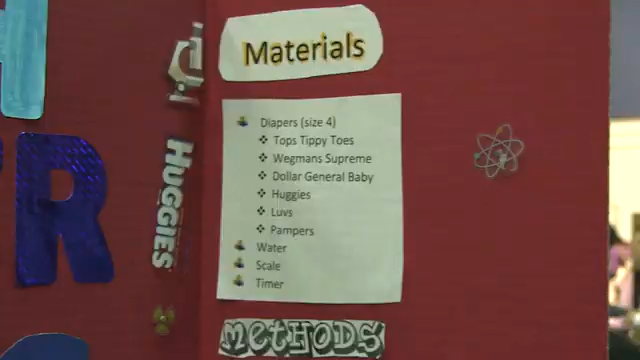 H
R
HUGGIES
Materials
Diapers (size 4)
Tops Tippy Toes
Wegmans Supreme
Dollar General Baby
Huggies
Luvs
Pampers
Water
Scale
Timer
METHODS